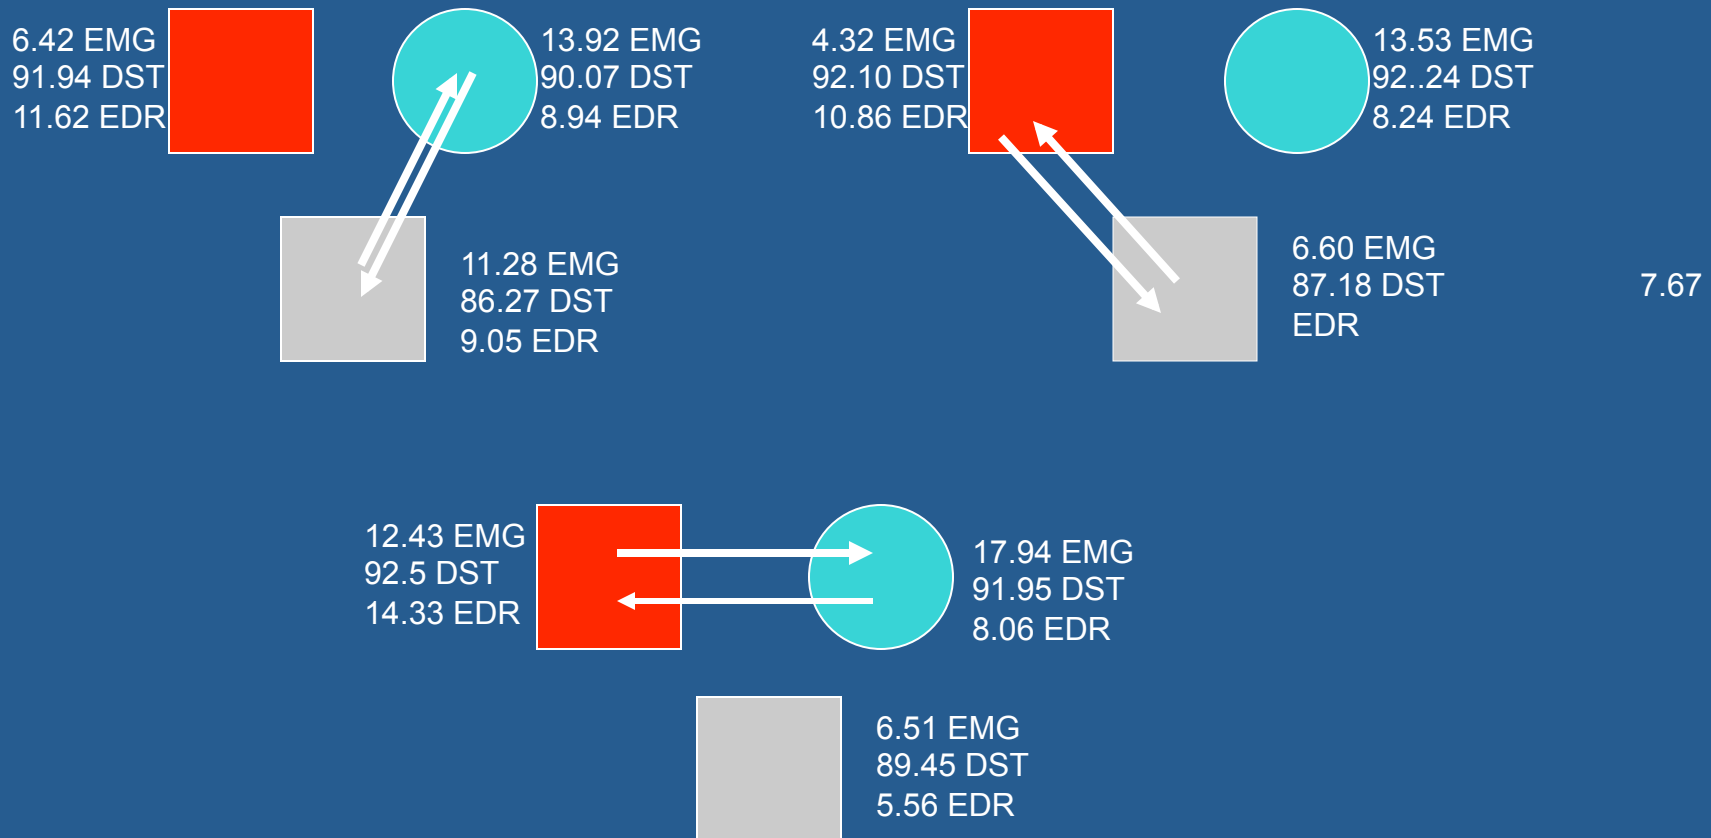 6.42 EMG
91.94 DST
11.62 EDR
13.92 EMG
90.07 DST
8.94 EDR
11.28 EMG
86.27 DST
9.05 EDR
4.32 EMG
92.10 DST
10.86 EDR
13.53 EMG
92..24 DST
8.24 EDR
6.60 EMG
87.18 DST 7.67
EDR
12.43 EMG
92.5 DST
14.33 EDR
17.94 EMG
91.95 DST
8.06 EDR
6.51 EMG
89.45 DST
5.56 EDR